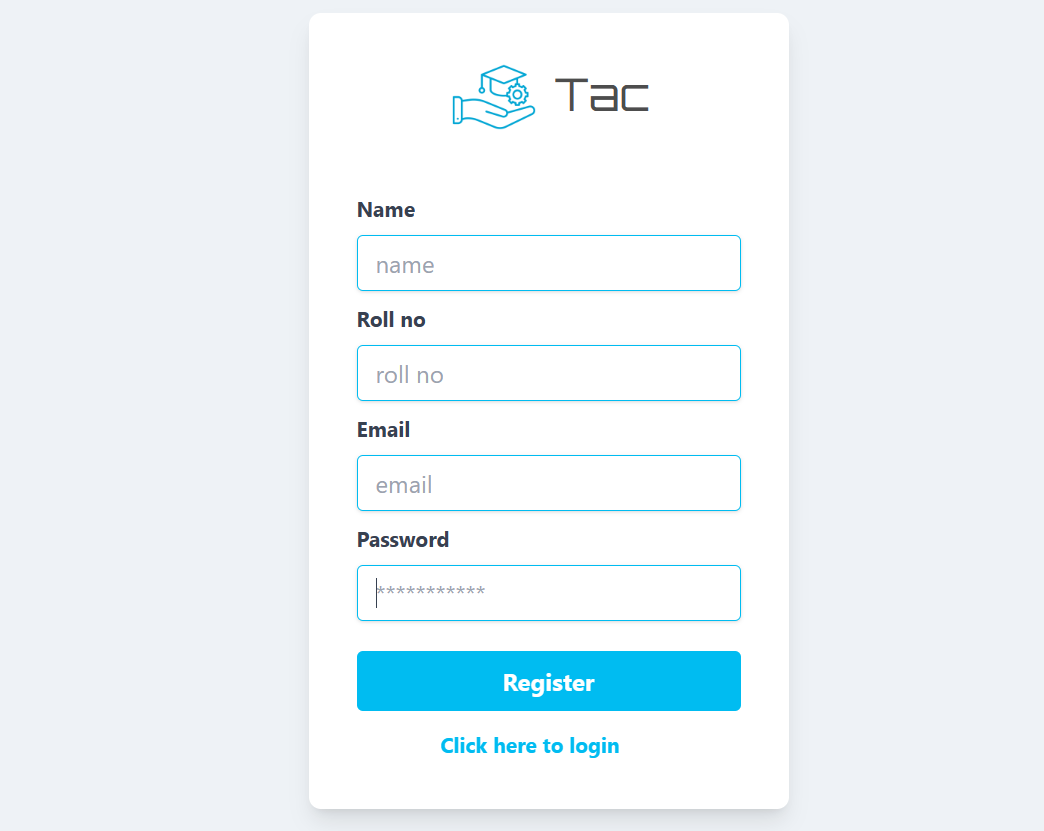 Tac
Name
name
Roll no
roll no
Email
email
Password
***********
Register
Click here to login